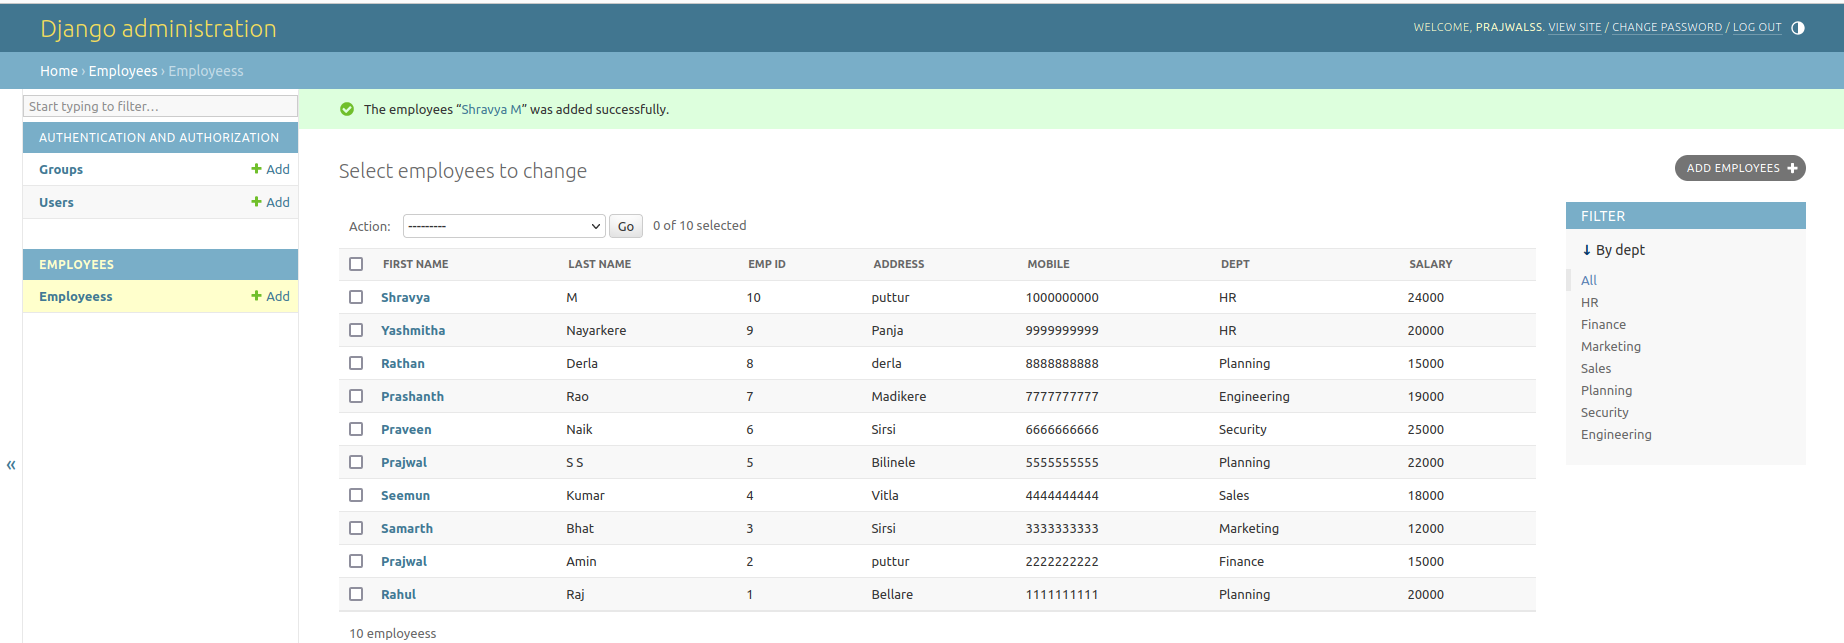 Django administration
WELCOME, PRAJWALSS. VIEW SITE / CHANGE PASSWORD / LOG OUT
Home › Employees › Employeess
Start typing to filter...
AUTHENTICATION AND AUTHORIZATION
Groups + Add
Users + Add
EMPLOYEES
Employeess + Add
«
The employees “Shravya M” was added successfully.
Select employees to change
ADD EMPLOYEES +
Action: --------- Go 0 of 10 selected
FIRST NAME LAST NAME EMP ID ADDRESS MOBILE DEPT SALARY
Shravya M 10 puttur 1000000000 HR 24000
Yashmitha Nayarkere 9 Panja 9999999999 HR 20000
Rathan Derla 8 derla 8888888888 Planning 15000
Prashanth Rao 7 Madikere 7777777777 Engineering 19000
Praveen Naik 6 Sirsi 6666666666 Security 25000
Prajwal S S 5 Bilinele 5555555555 Planning 22000
Seemun Kumar 4 Vitla 4444444444 Sales 18000
Samarth Bhat 3 Sirsi 3333333333 Marketing 12000
Prajwal Amin 2 puttur 2222222222 Finance 15000
Rahul Raj 1 Bellare 1111111111 Planning 20000
10 employeess
FILTER
↓ By dept
All
HR
Finance
Marketing
Sales
Planning
Security
Engineering